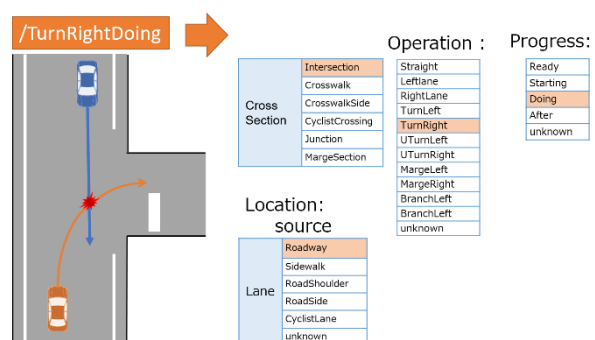 /TurnRightDoing
Operation :
Progress:
Cross
Section
Intersection
Crosswalk
CrosswalkSide
CyclistCrossing
Junction
MargeSection
Straight
Leftlane
RightLane
TurnLeft
TurnRight
UTurnLeft
UTurnRight
MargeLeft
MargeRight
BranchLeft
BranchLeft
unknown
Ready
Starting
Doing
After
unknown
Location:
source
Lane
Roadway
Sidewalk
RoadShoulder
RoadSide
CyclistLane
unknown